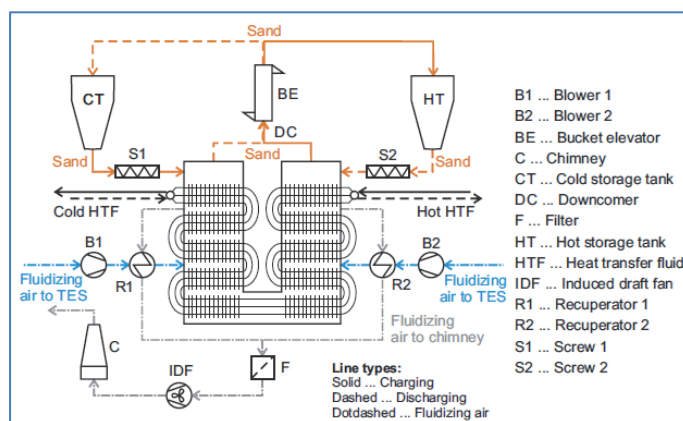 Sand
CT
BE
HT
DC
S1
S2
Sand
Sand
Sand
Cold HTF
Hot HTF
B1
B2
Fluidizing
air to TES
R1
R2
Fluidizing
air to TES
Fluidizing
air to chimney
C
IDF
F
Line types:
Solid ... Charging
Dashed ... Discharging
Dotdashed ... Fluidizing air
B1 ... Blower 1
B2 ... Blower 2
BE ... Bucket elevator
C ... Chimney
CT ... Cold storage tank
DC ... Downcomer
F ... Filter
HT ... Hot storage tank
HTF ... Heat transfer fluid
IDF ... Induced draft fan
R1 ... Recuperator 1
R2 ... Recuperator 2
S1 ... Screw 1
S2 ... Screw 2